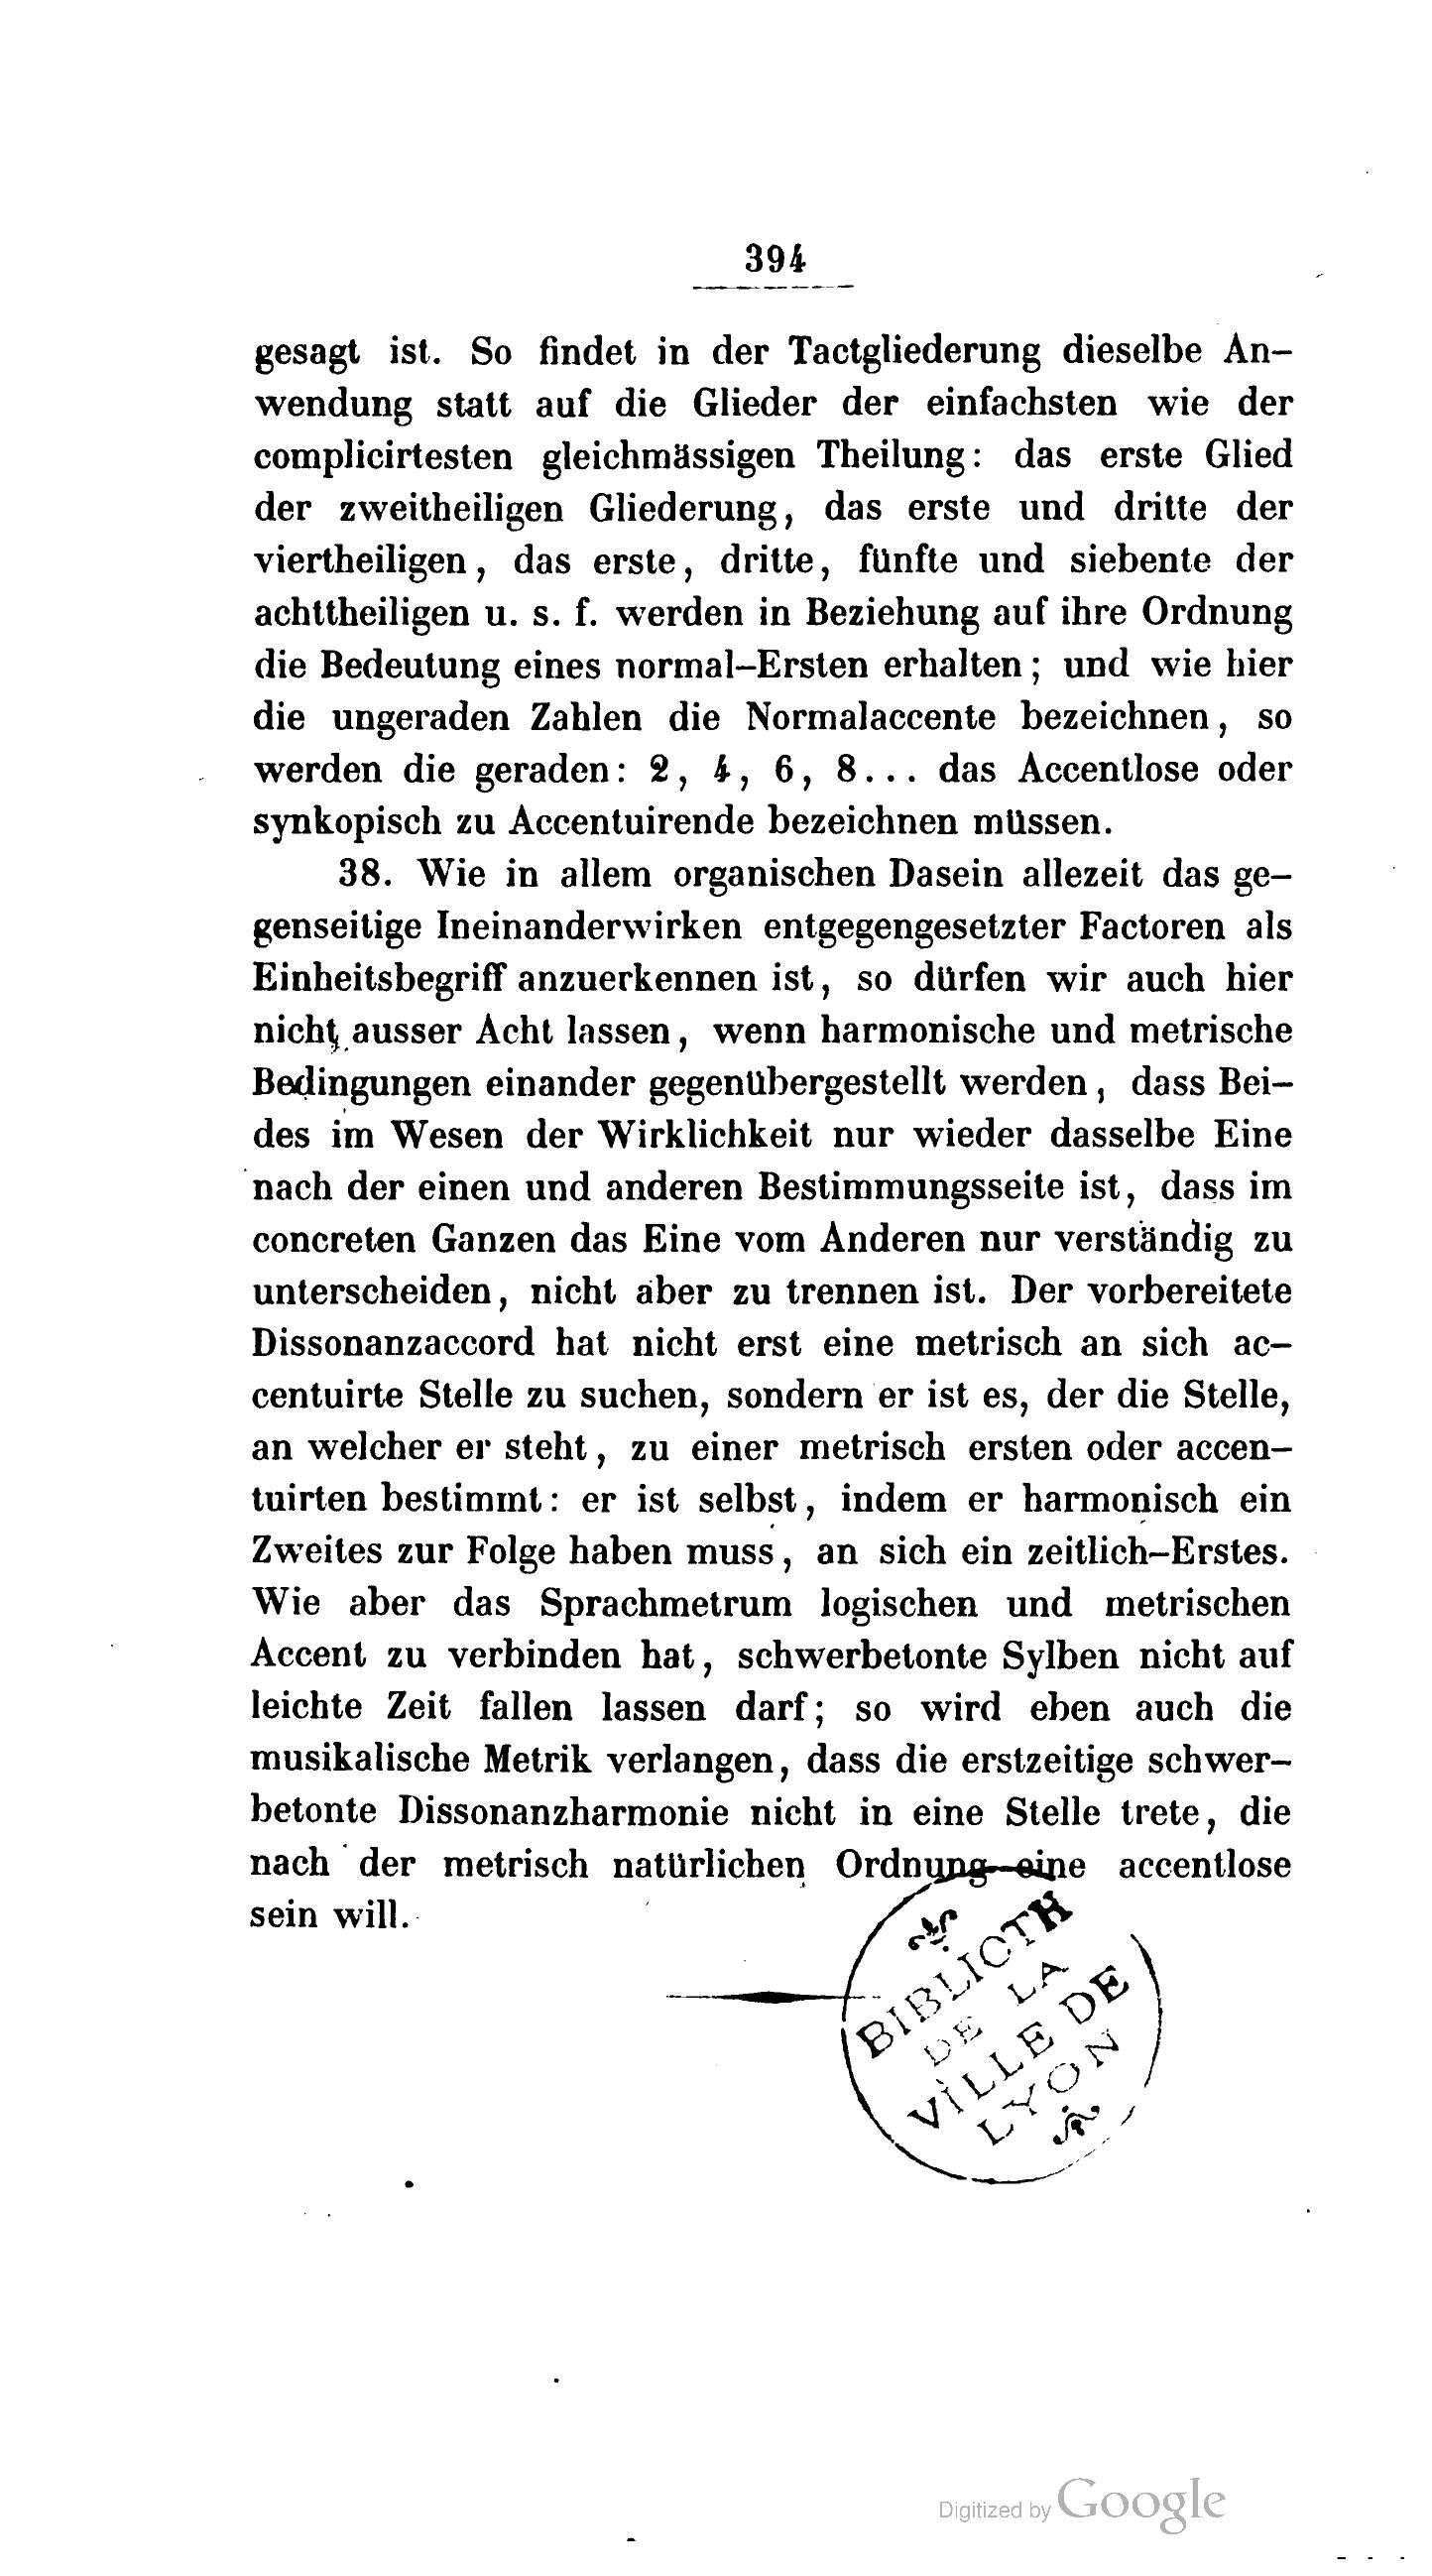 394
gesagt ist. So findet in der Tactgliederung dieselbe An-
wendung statt auf die Glieder der einfachsten wie der
complicirtesten gleichmässigen Theilung: das erste Glied
der zweitheiligen Gliederung, das erste und dritte der
viertheiligen, das erste, dritte, fünfte und siebente der
achttheiligen u. s. f. werden in Beziehung auf ihre Ordnung
die Bedeutung eines normal-Ersten erhalten; und wie hier
die ungeraden Zahlen die Normalaccente bezeichnen, so
werden die geraden: 2, 4, 6, 8... das Accentlose oder
synkopisch zu Accentuirende bezeichnen müssen.
38. Wie in allem organischen Dasein allezeit das ge-
genseitige Ineinanderwirken entgegengesetzter Factoren als
Einheitsbegriff anzuerkennen ist, so dürfen wir auch hier
nicht ausser Acht lassen, wenn harmonische und metrische
Bedingungen einander gegenübergestellt werden, dass Bei-
des im Wesen der Wirklichkeit nur wieder dasselbe Eine
nach der einen und anderen Bestimmungsseite ist, dass im
concreten Ganzen das Eine vom Anderen nur verständig zu
unterscheiden, nicht aber zu trennen ist. Der vorbereitete
Dissonanzaccord hat nicht erst eine metrisch an sich ac-
centuirte Stelle zu suchen, sondern er ist es, der die Stelle,
an welcher er steht, zu einer metrisch ersten oder accen-
tuirten bestimmt: er ist selbst, indem er harmonisch ein
Zweites zur Folge haben muss, an sich ein zeitlich-Erstes.
Wie aber das Sprachmetrum logischen und metrischen
Accent zu verbinden hat, schwerbetonte Sylben nicht auf
leichte Zeit fallen lassen darf; so wird eben auch die
musikalische Metrik verlangen, dass die erstzeitige schwer-
betonte Dissonanzharmonie nicht in eine Stelle trete, die
nach der metrisch natürlichen Ordnung eine accentlose
sein will.
BIBLIOTH
DE LA
VILLE DE
LYON
Digitized by Google